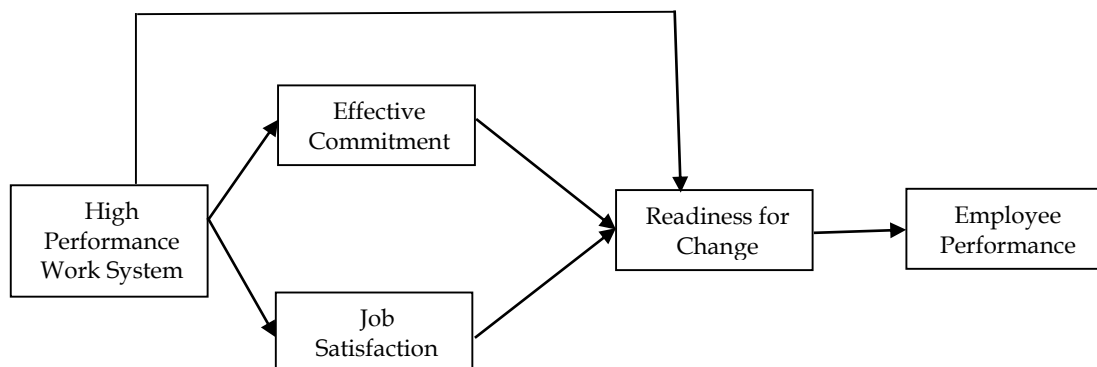 Effective
Commitment
High
Performance
Work System
Readiness for
Change
Employee
Performance
Job
Satisfaction